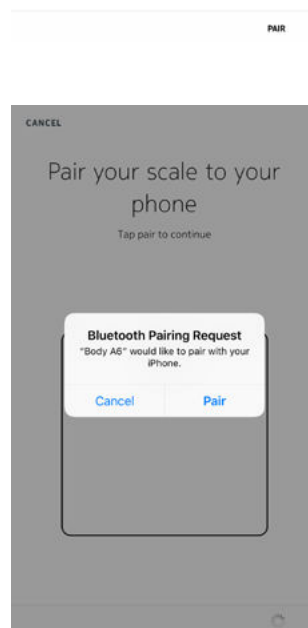 PAIR
CANCEL
Pair your scale to your
phone
Tap pair to continue
Bluetooth Pairing Request
"Body A6" would like to pair with your
iPhone.
Cancel Pair